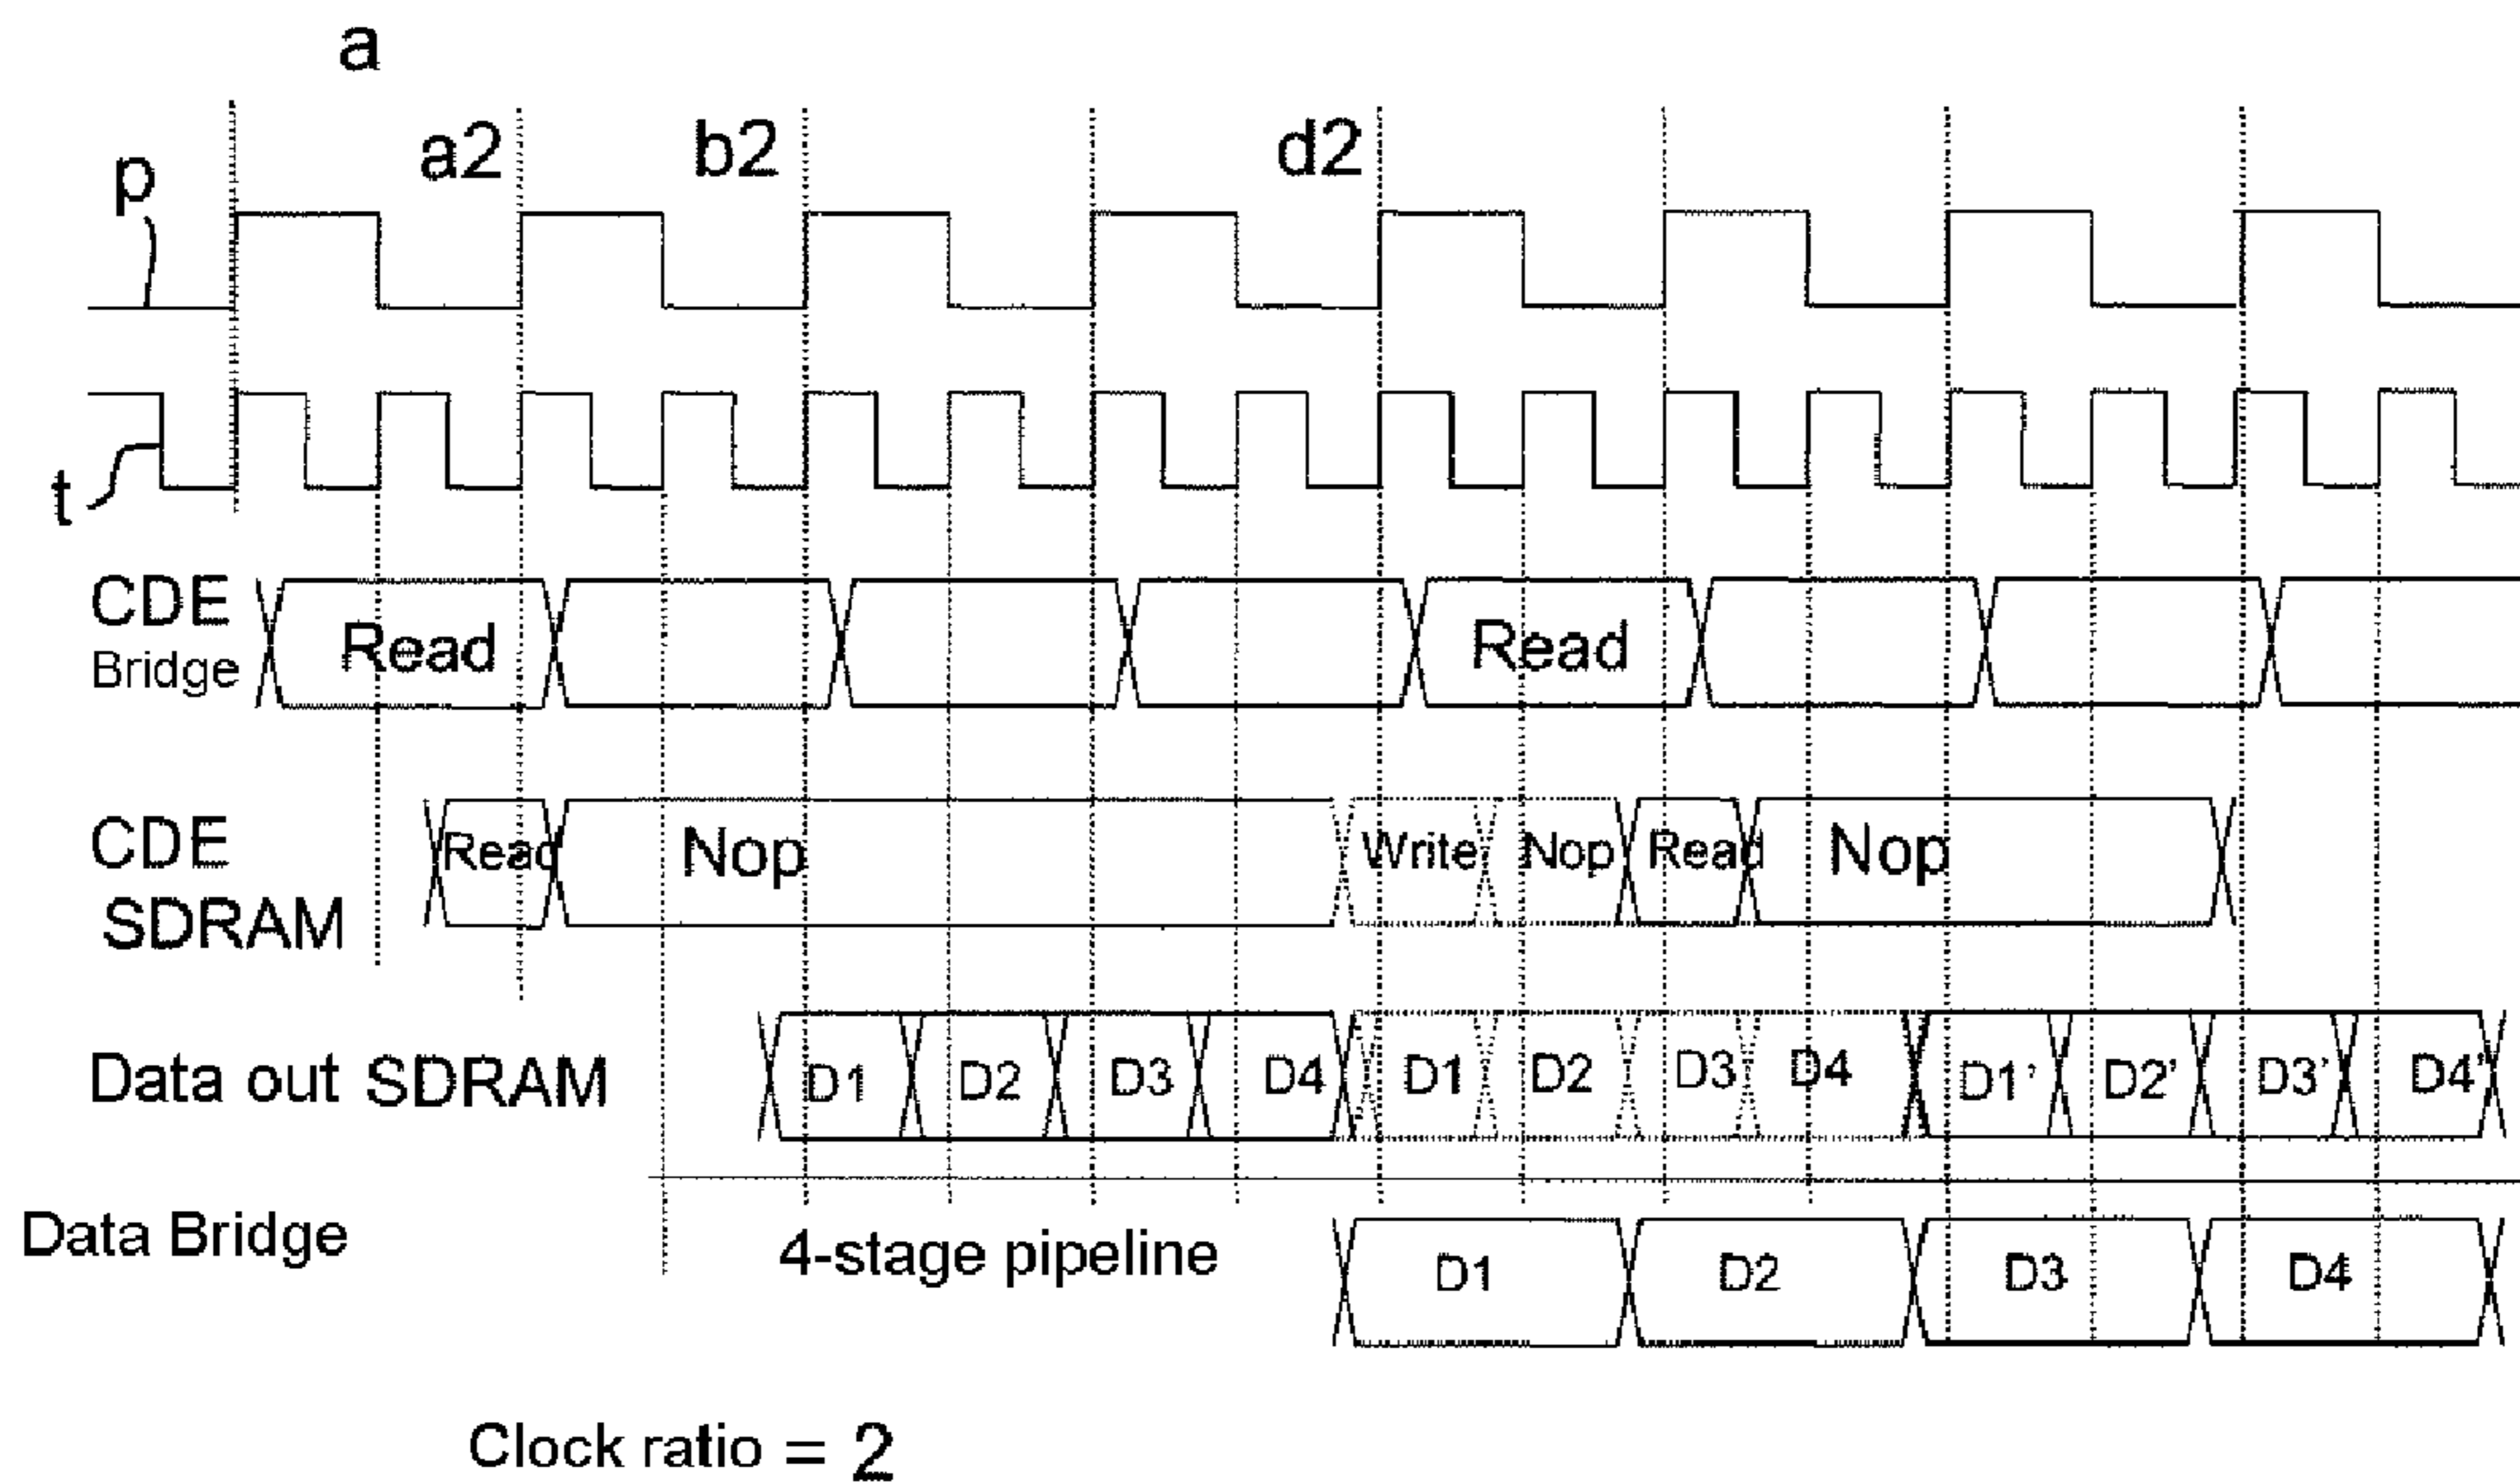 a
p a2 b2 d2
t
CDE
Bridge Read Read
CDE
SDRAM Read Nop Write Nop Read Nop
Data out SDRAM D1 D2 D3 D4 D1 D2 D3 D4 D1' D2' D3' D4'
Data Bridge 4-stage pipeline D1 D2 D3 D4
Clock ratio = 2